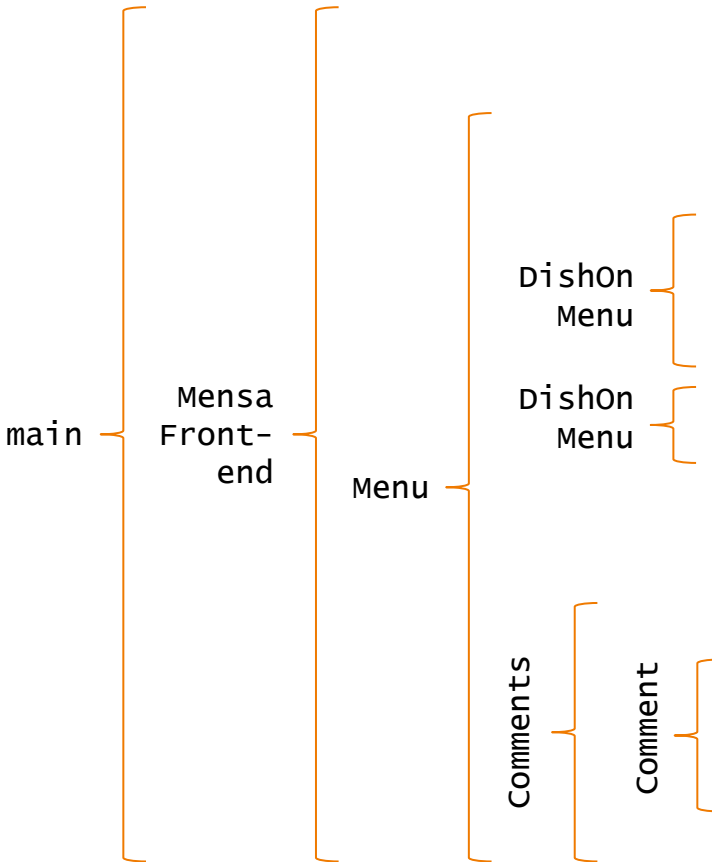 main
Mensa
Front-
end
Menu
DishOn
Menu
DishOn
Menu
Comments
Comment